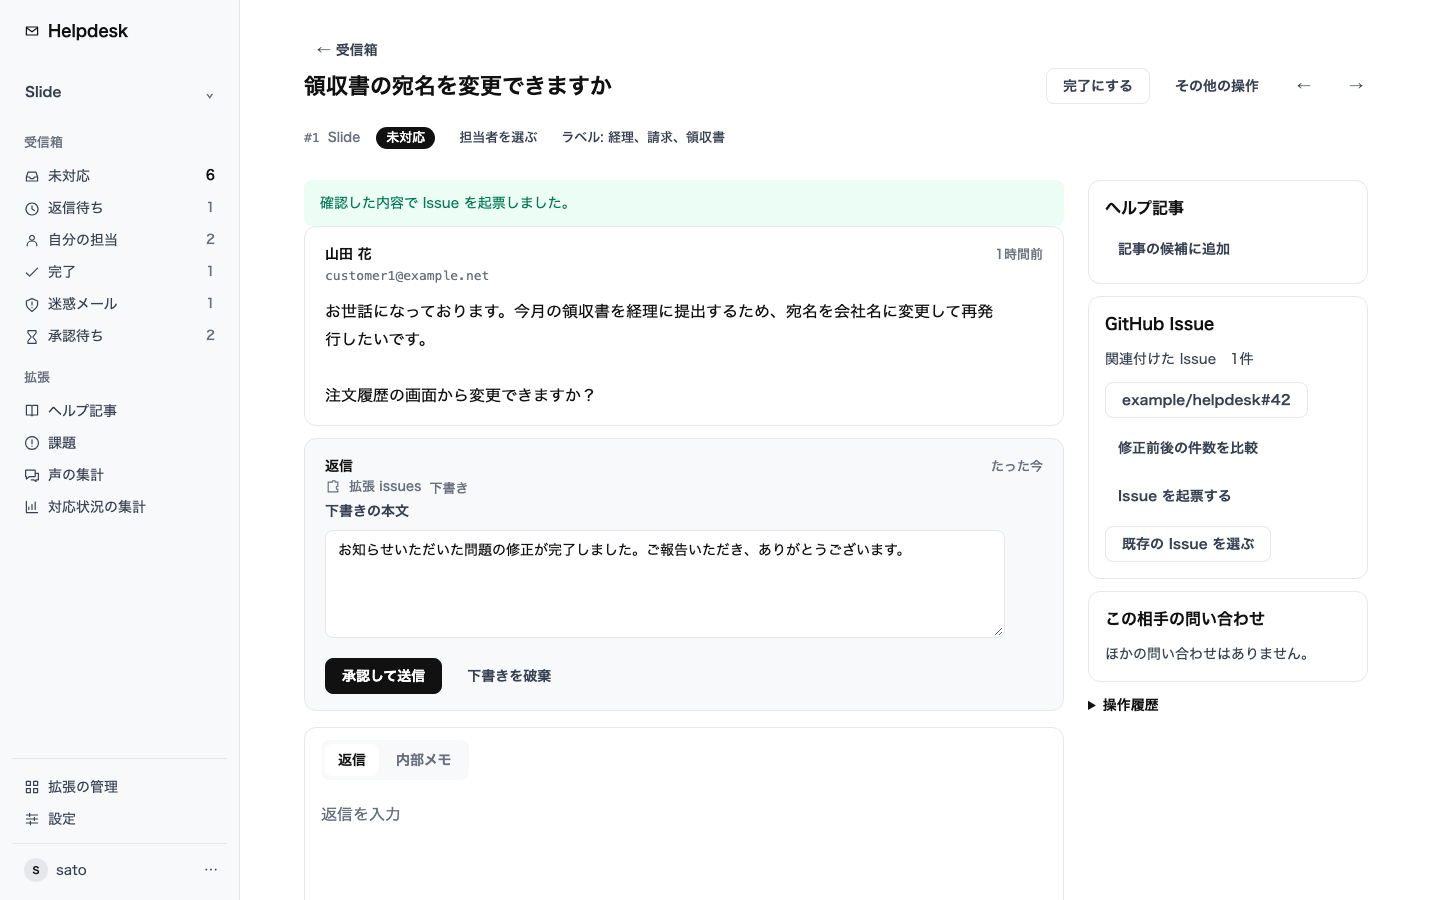 Helpdesk
Slide
受信箱
未対応 6
返信待ち 1
自分の担当 2
完了 1
迷惑メール 1
承認待ち 2
拡張
ヘルプ記事
課題
声の集計
対応状況の集計
拡張の管理
設定
S sato ...
← 受信箱
領収書の宛名を変更できますか
完了にする その他の操作 ← →
#1 Slide 未対応 担当者を選ぶ ラベル: 経理、請求、領収書
確認した内容で Issue を起票しました。
山田 花 1時間前
customer1@example.net
お世話になっております。今月の領収書を経理に提出するため、宛名を会社名に変更して再発
行したいです。
注文履歴の画面から変更できますか？
返信 たった今
拡張 issues 下書き
下書きの本文
お知らせいただいた問題の修正が完了しました。ご報告いただき、ありがとうございます。
承認して送信 下書きを破棄
返信 内部メモ
返信を入力
ヘルプ記事
記事の候補に追加
GitHub Issue
関連付けた Issue 1件
example/helpdesk#42
修正前後の件数を比較
Issue を起票する
既存の Issue を選ぶ
この相手の問い合わせ
ほかの問い合わせはありません。
▶ 操作履歴